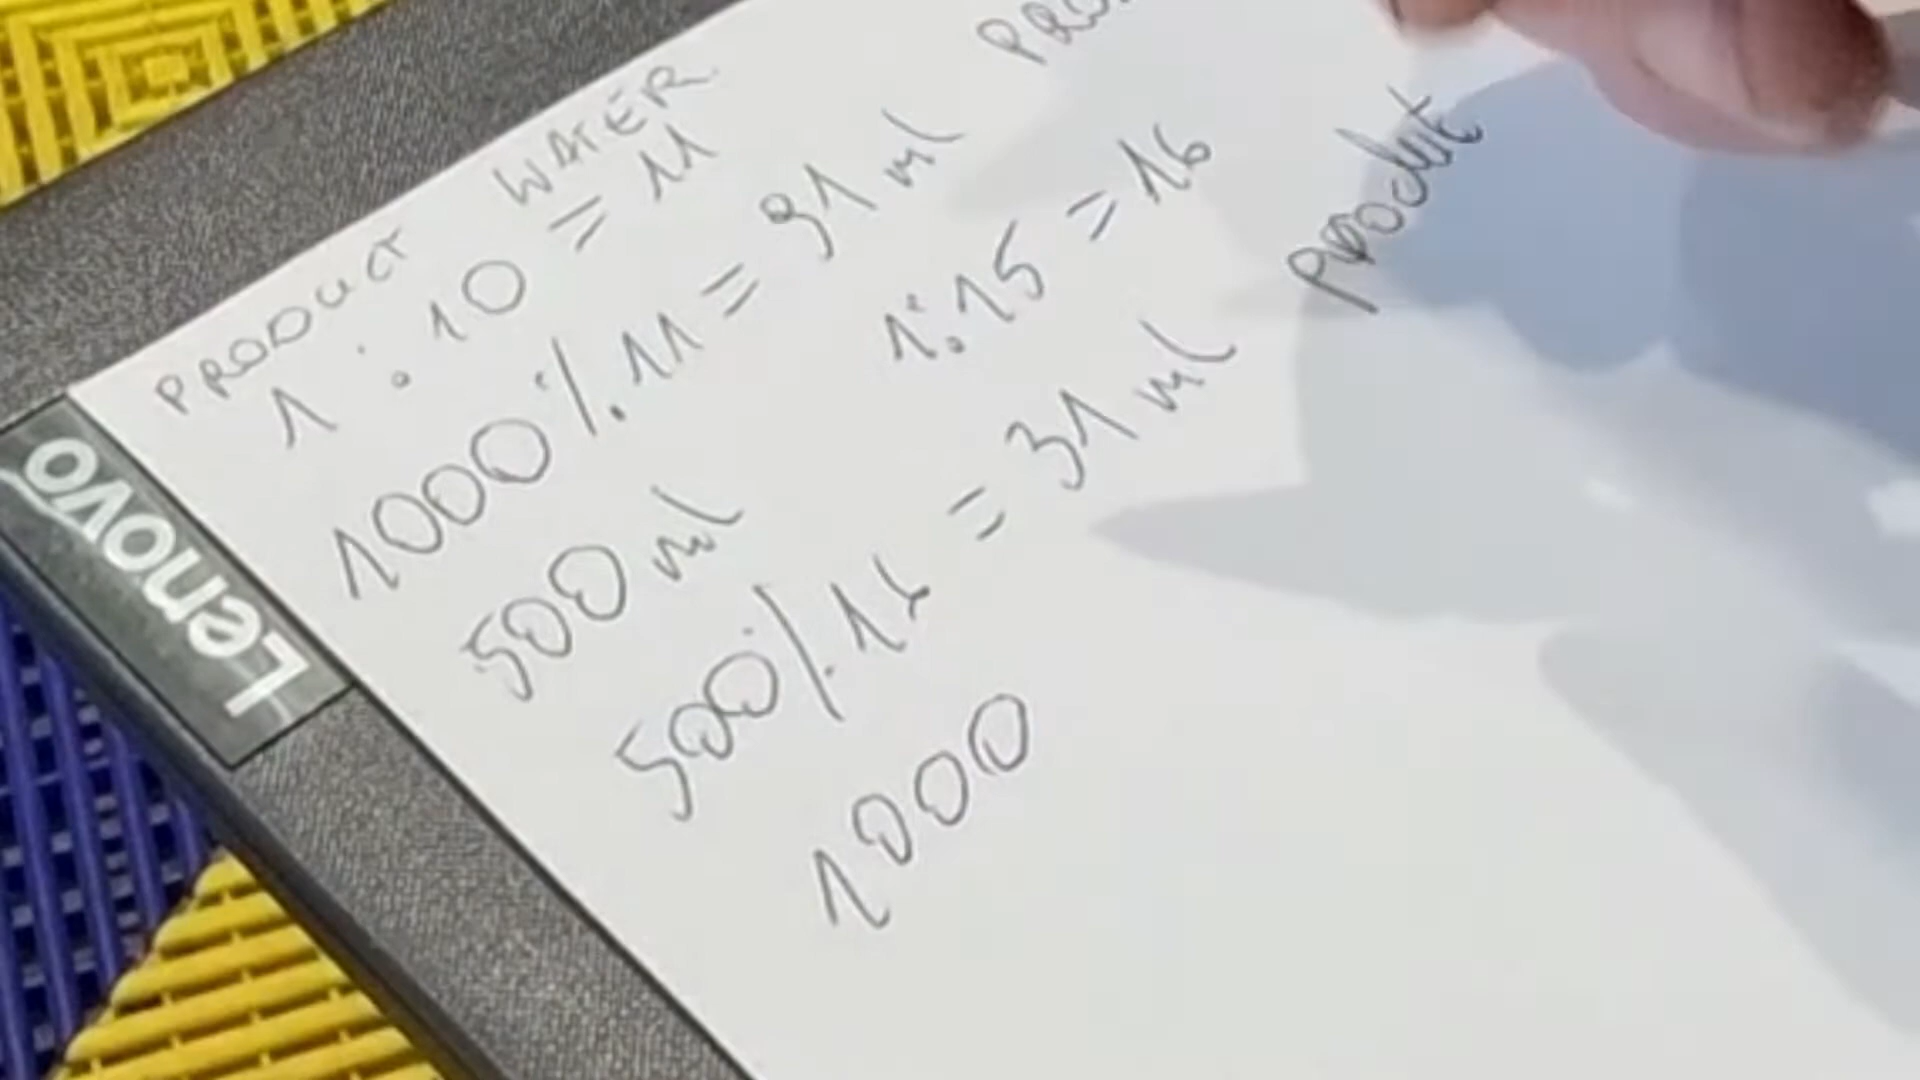 PRODUCT WATER
1 : 10 = 11
1000 ÷ 11 = 91 ml
500 ml 1:15 = 16
500 ÷ 16 = 31 ml Product
1000
Lenovo